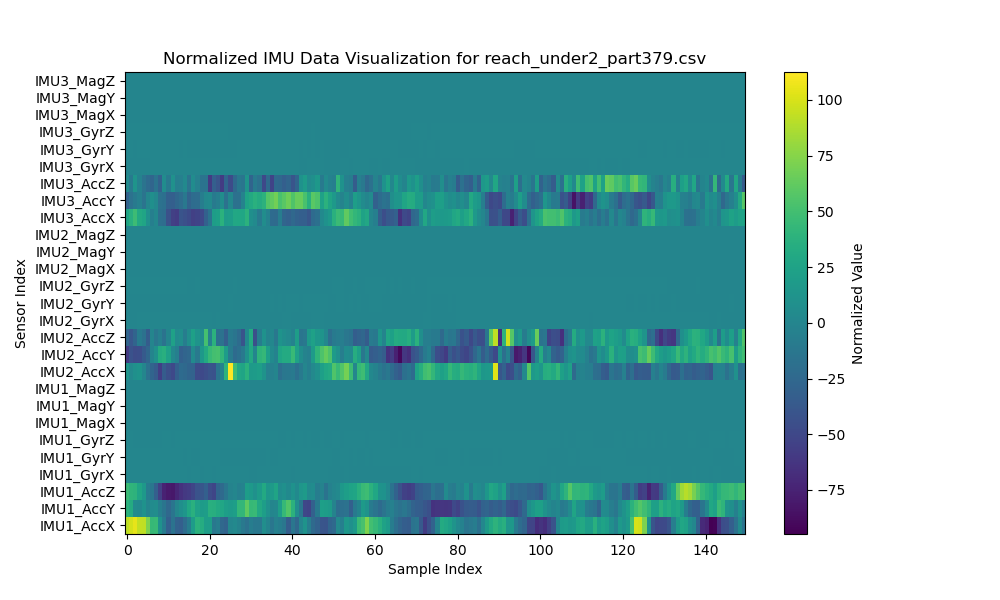 Normalized IMU Data Visualization for reach_under2_part379.csv
IMU3_MagZ
IMU3_MagY
IMU3_MagX
IMU3_GyrZ
IMU3_GyrY
IMU3_GyrX
IMU3_AccZ
IMU3_AccY
IMU3_AccX
IMU2_MagZ
IMU2_MagY
IMU2_MagX
IMU2_GyrZ
IMU2_GyrY
IMU2_GyrX
IMU2_AccZ
IMU2_AccY
IMU2_AccX
IMU1_MagZ
IMU1_MagY
IMU1_MagX
IMU1_GyrZ
IMU1_GyrY
IMU1_GyrX
IMU1_AccZ
IMU1_AccY
IMU1_AccX
Sensor Index
0 20 40 60 80 100 120 140
Sample Index
100
75
50
25
0
−25
−50
−75
Normalized Value